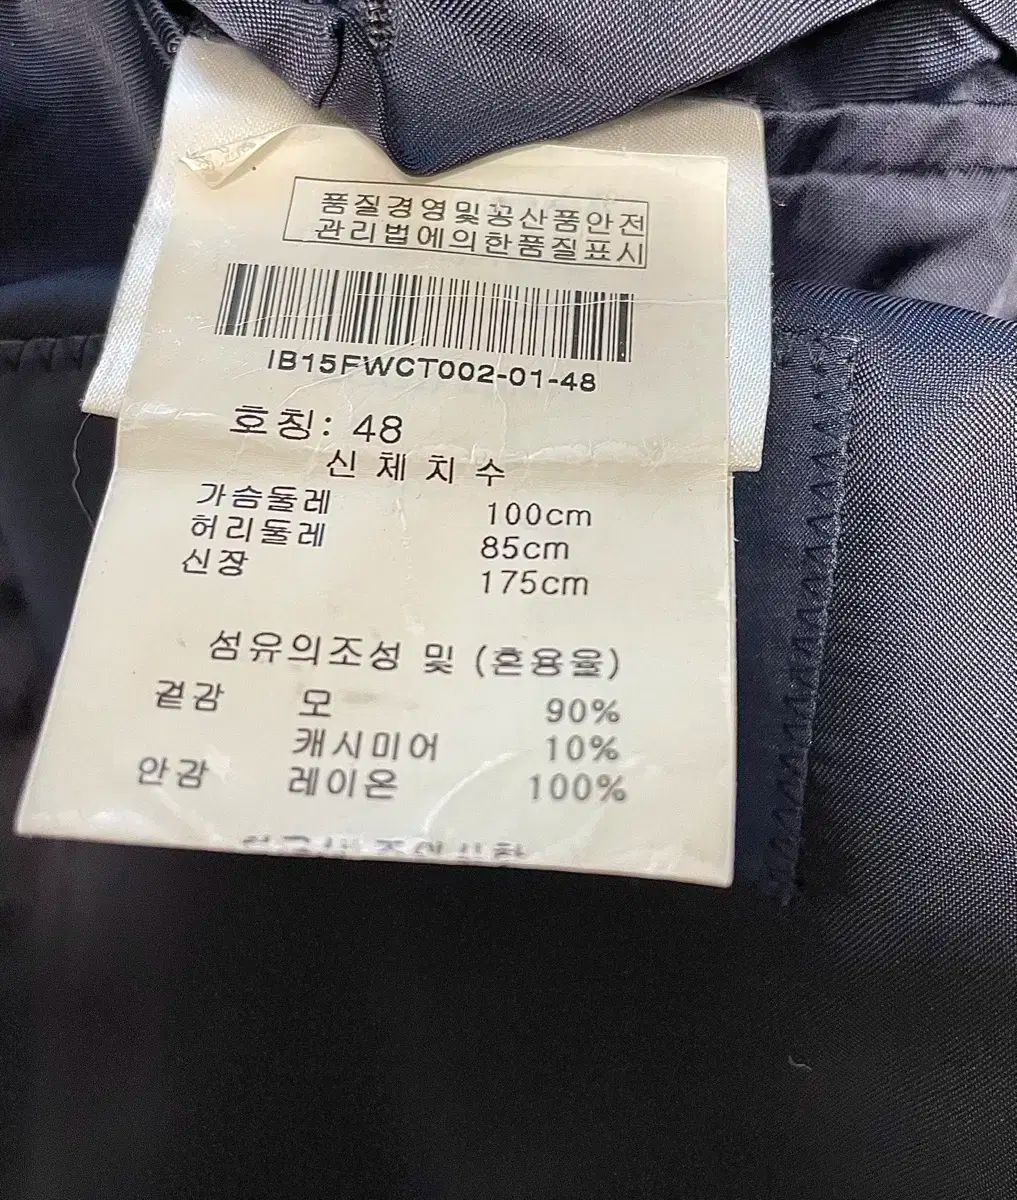 품질경영및공산품안전
관리법에의한품질표시
IB15FWCT002-01-48
호칭: 48
신체치수
가슴둘레 100cm
허리둘레 85cm
신장 175cm
섬유의조성 및 (혼용율)
겉감 모 90%
캐시미어 10%
안감 레이온 100%